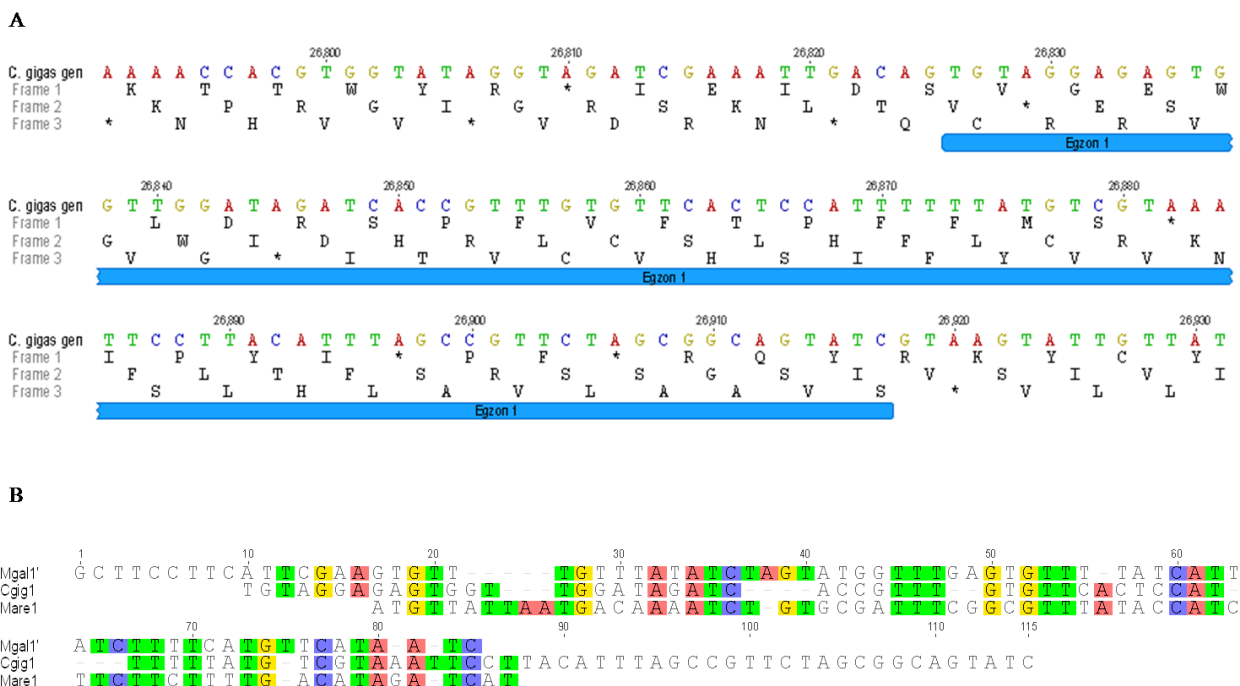 A
26,800 26,810 26,820 26,830
C. gigas gen A A A A C C A C G T G G T A T A G G T A G A T C G A A A T T G A C A G T G T A G G A G A G T G
Frame 1 K T T W Y R * I E I D S V G E W
Frame 2 K P R G I G R S K L T V * E S
Frame 3 * N H V V * V D R N * Q C R R V
Egzon 1
26,840 26,850 26,860 26,870 26,880
C. gigas gen G T T G G A T A G A T C A C C G T T T G T G T T C A C T C C A T T T T T T A T G T C G T A A A
Frame 1 L D R S P F V F T P F F M S *
Frame 2 G W I D H R L C S L H F L C R K
Frame 3 V G * I T V C V H S I F Y V V N
Egzon 1
26,890 26,900 26,910 26,920 26,930
C. gigas gen T T C C T T A C A T T T A G C C G T T C T A G C G G C A G T A T C G T A A G T A T T G T T A T
Frame 1 I P Y I * P F * R Q Y R K Y C Y
Frame 2 F L T F S R S S G S I V S I V I
Frame 3 S L H L A V L A A V S * V L L
Egzon 1
B
1 10 20 30 40 50 60
Mgal1' G C T T C C T T C A T T C G A A G T G T T - - - - - T G T T T A T A T C T A G T A T G G T T T G A G T G T T T - T A T C A T T
Cgig1 T G T A G G A G A G T G G T - - - T G G A T A G A T C - - - - - A C C G T T T - G T G T T C A C T C C A T T
Mare1 A T G T T A T T A A T G A C A A A A T C T - G T G C G A T T T C G G C G T T T A T A C C A T C
70 80 90 100 110 115
Mgal1' A T C T T T T C A T G T T C A T A - A - T C
Cgig1 - - - T T T T A T G - T C G T A A A T T C C T T A C A T T T A G C C G T T C T A G C G G C A G T A T C
Mare1 T T C T T C T T T T G - A C A T A G A - T C A T